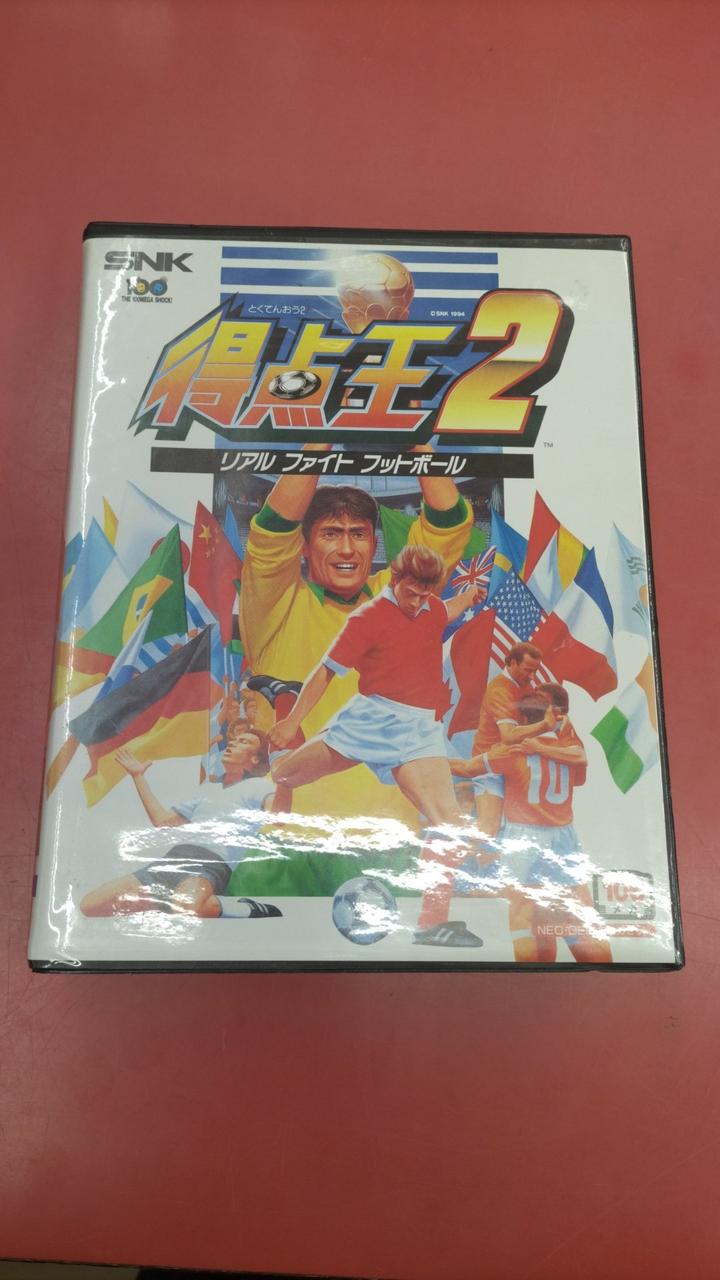 SNK
100
THE 100MEGA SHOCK!
とくてんおう2
©SNK 1994
得点王2
TM
リアル ファイト フットボール
10
NEO•GEO